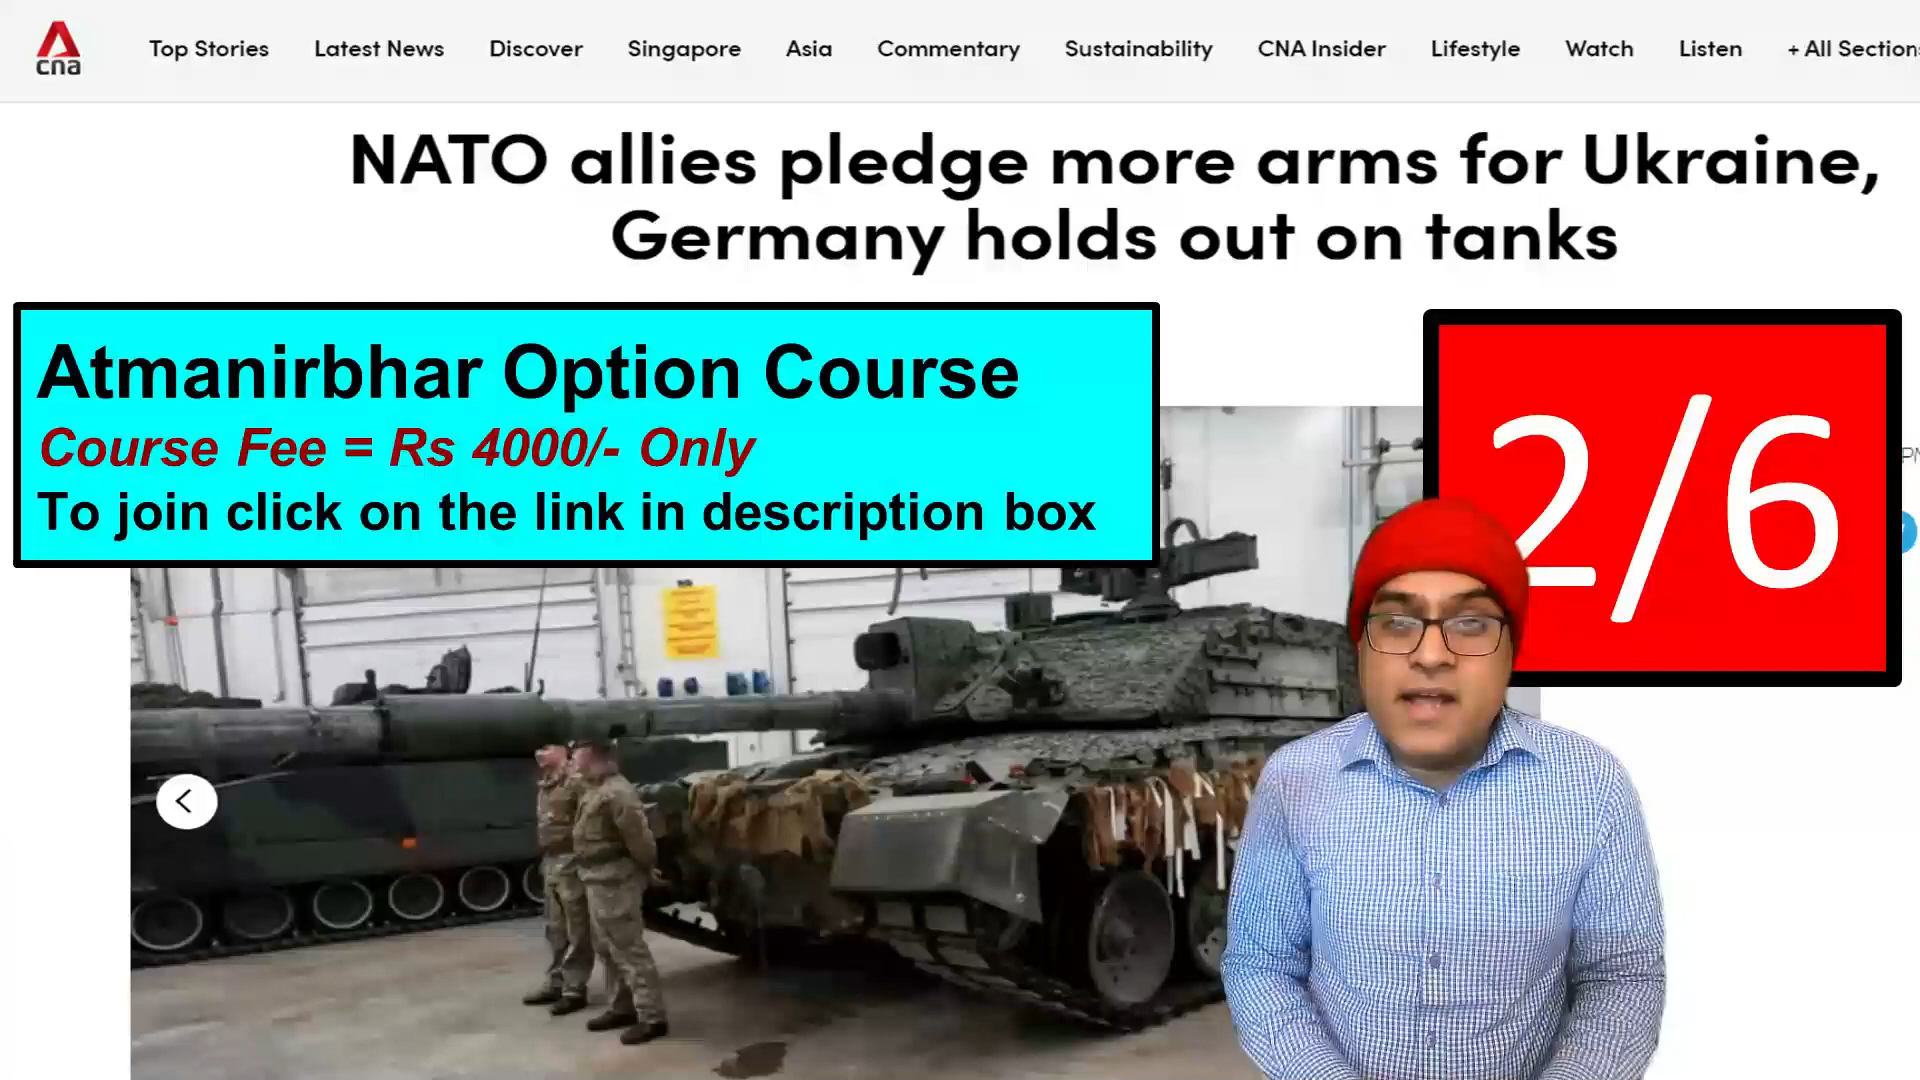 cna
Top Stories Latest News Discover Singapore Asia Commentary Sustainability CNA Insider Lifestyle Watch Listen + All Sections
NATO allies pledge more arms for Ukraine,
Germany holds out on tanks
Atmanirbhar Option Course
Course Fee = Rs 4000/- Only
To join click on the link in description box
2/6